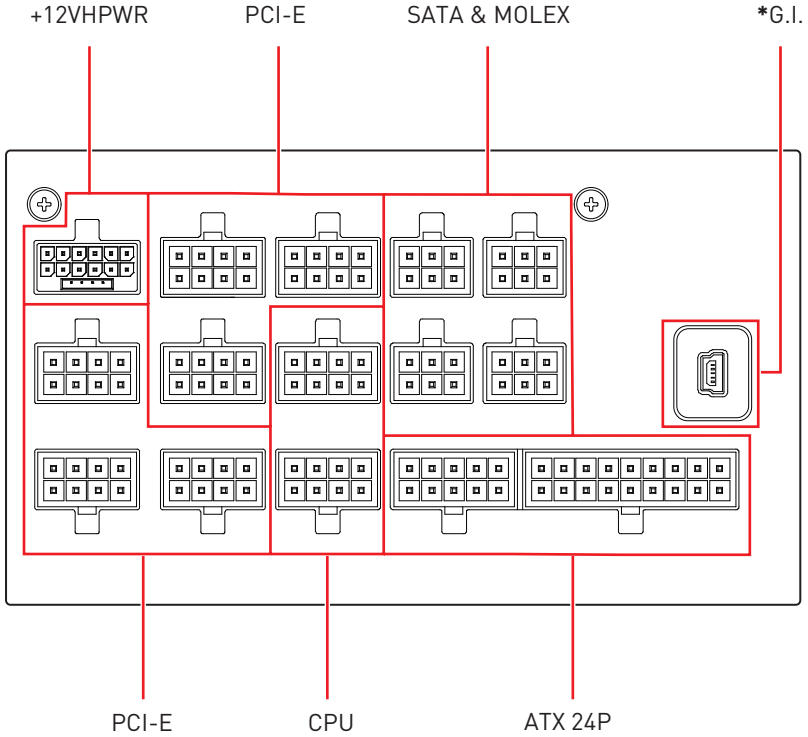 +12VHPWR
PCI-E
SATA & MOLEX
*G.I.
PCI-E
CPU
ATX 24P